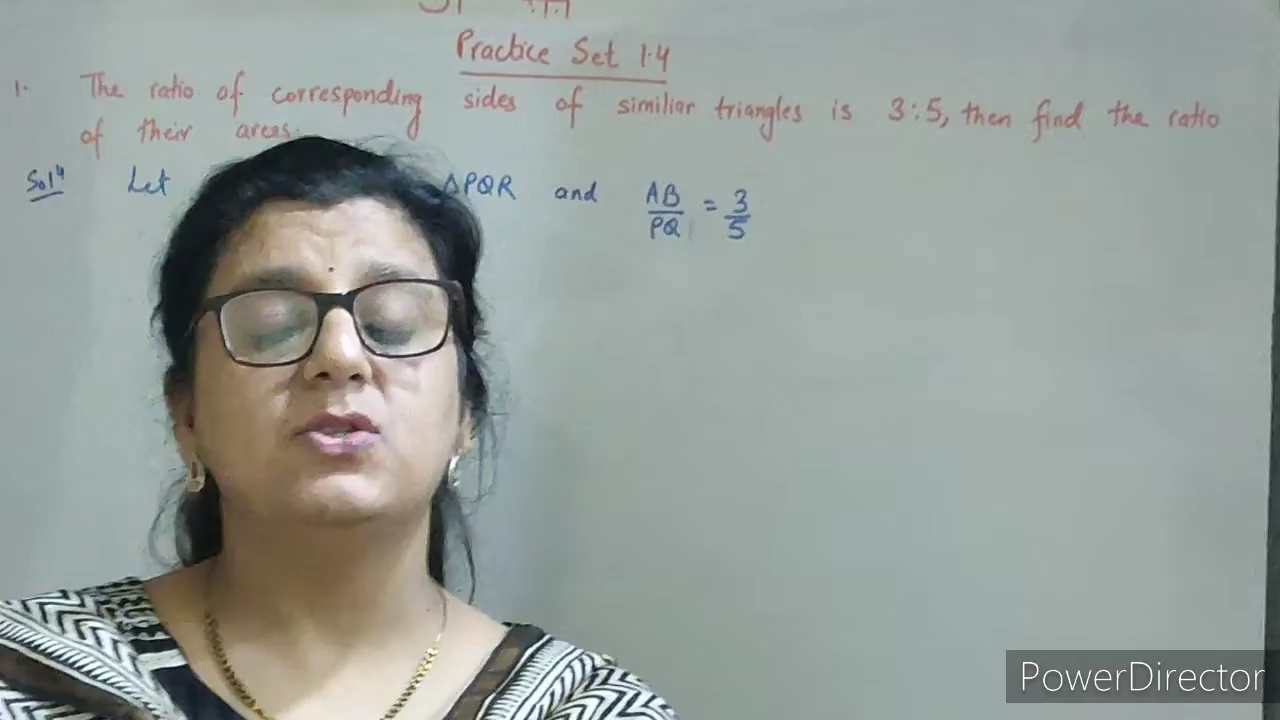 Practice Set 1.4
1. The ratio of corresponding sides of similiar triangles is 3:5, then find the ratio
of their areas.
Solⁿ Let ΔPQR and AB/PQ = 3/5
PowerDirector